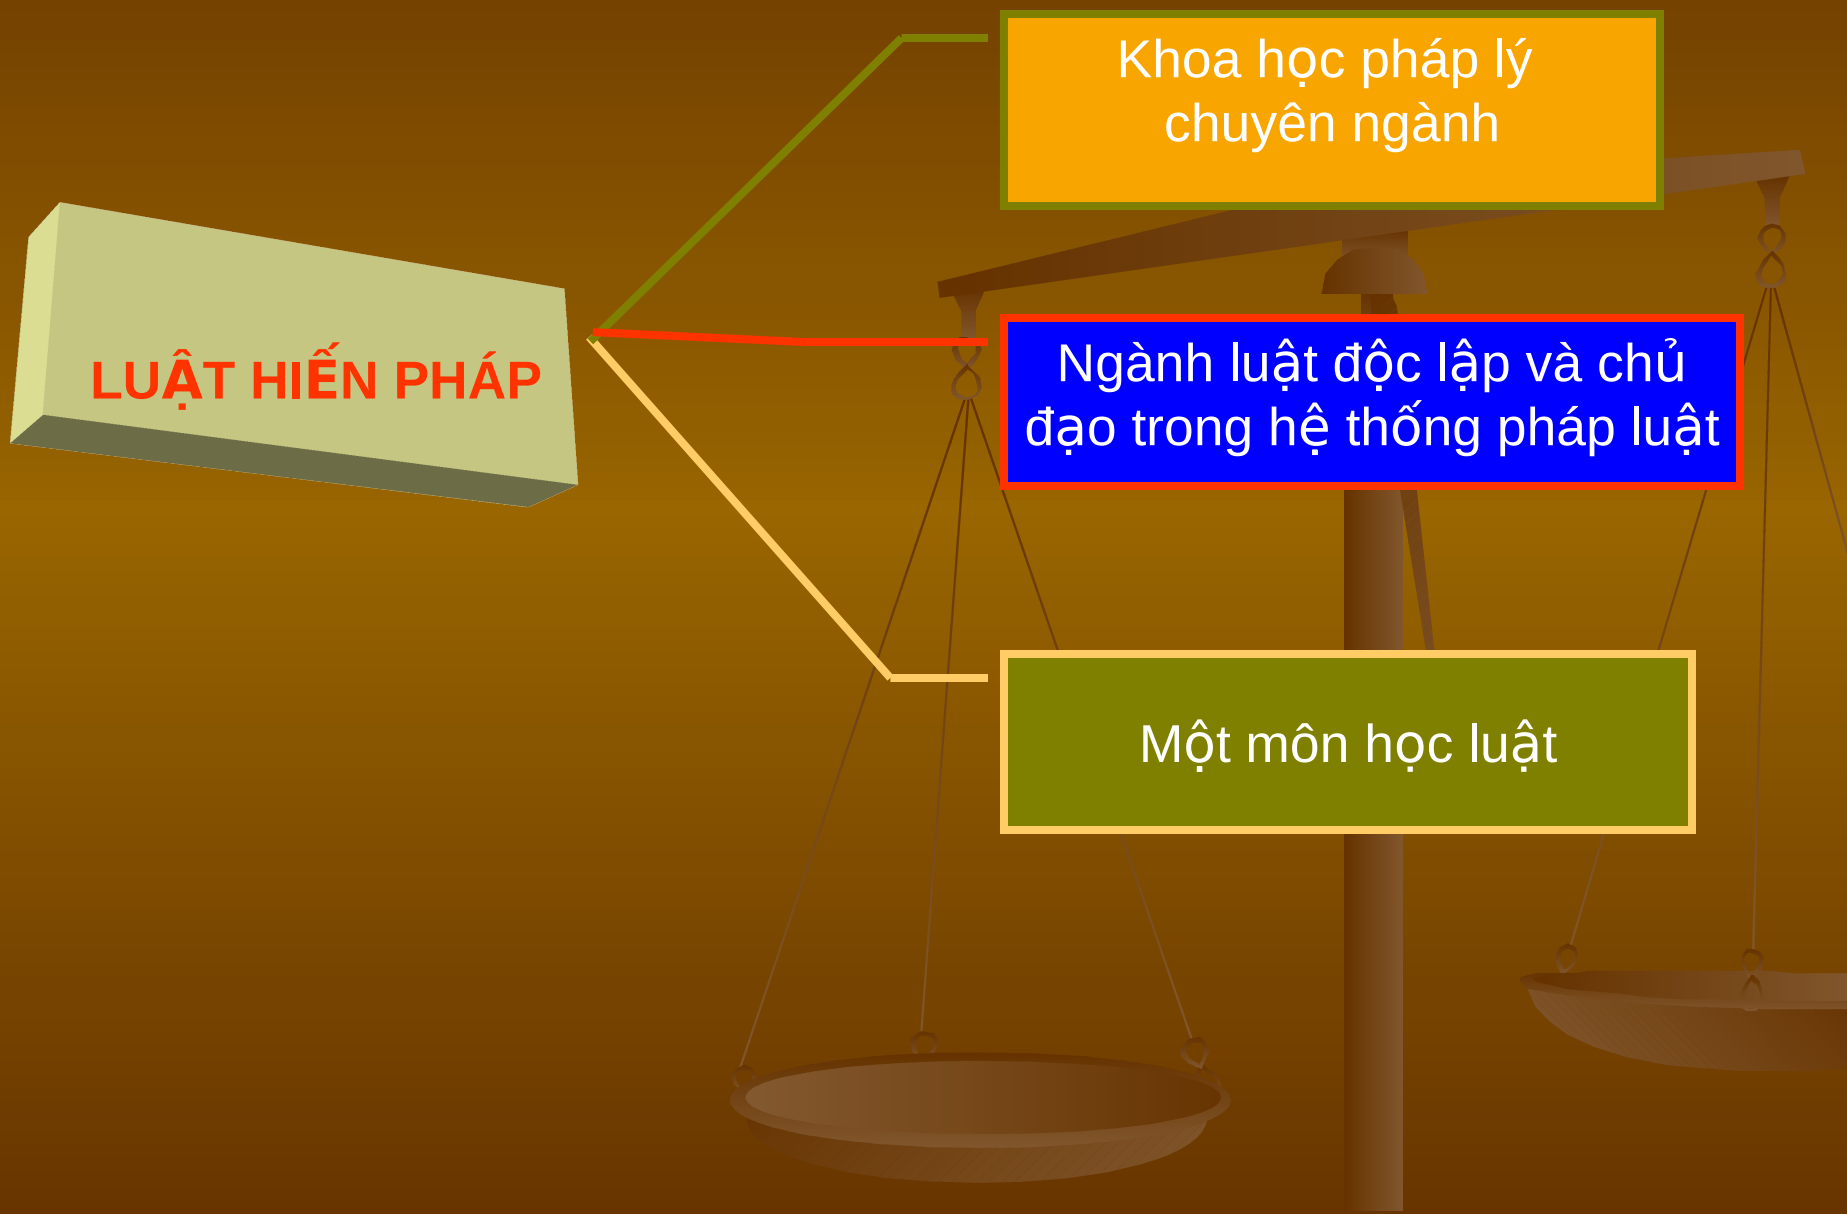 Khoa học pháp lý
chuyên ngành
LUẬT HIẾN PHÁP
Ngành luật độc lập và chủ
đạo trong hệ thống pháp luật
Một môn học luật